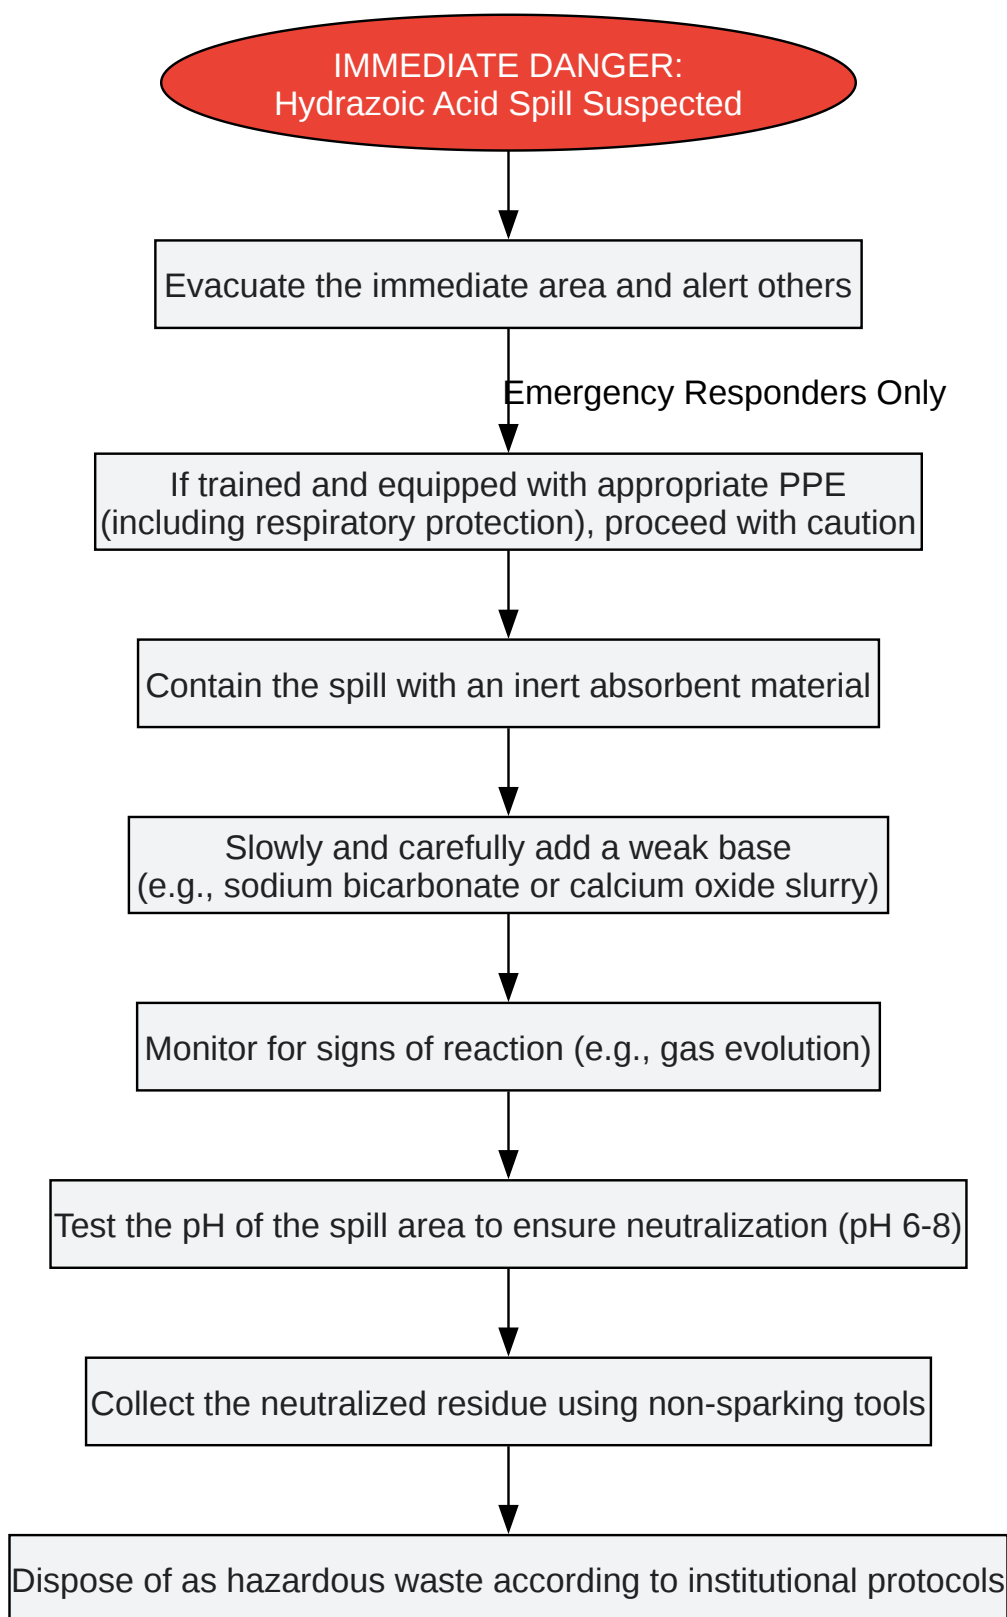 IMMEDIATE DANGER:
Hydrazoic Acid Spill Suspected
Evacuate the immediate area and alert others
Emergency Responders Only
If trained and equipped with appropriate PPE
(including respiratory protection), proceed with caution
Contain the spill with an inert absorbent material
Slowly and carefully add a weak base
(e.g., sodium bicarbonate or calcium oxide slurry)
Monitor for signs of reaction (e.g., gas evolution)
Test the pH of the spill area to ensure neutralization (pH 6-8)
Collect the neutralized residue using non-sparking tools
Dispose of as hazardous waste according to institutional protocols